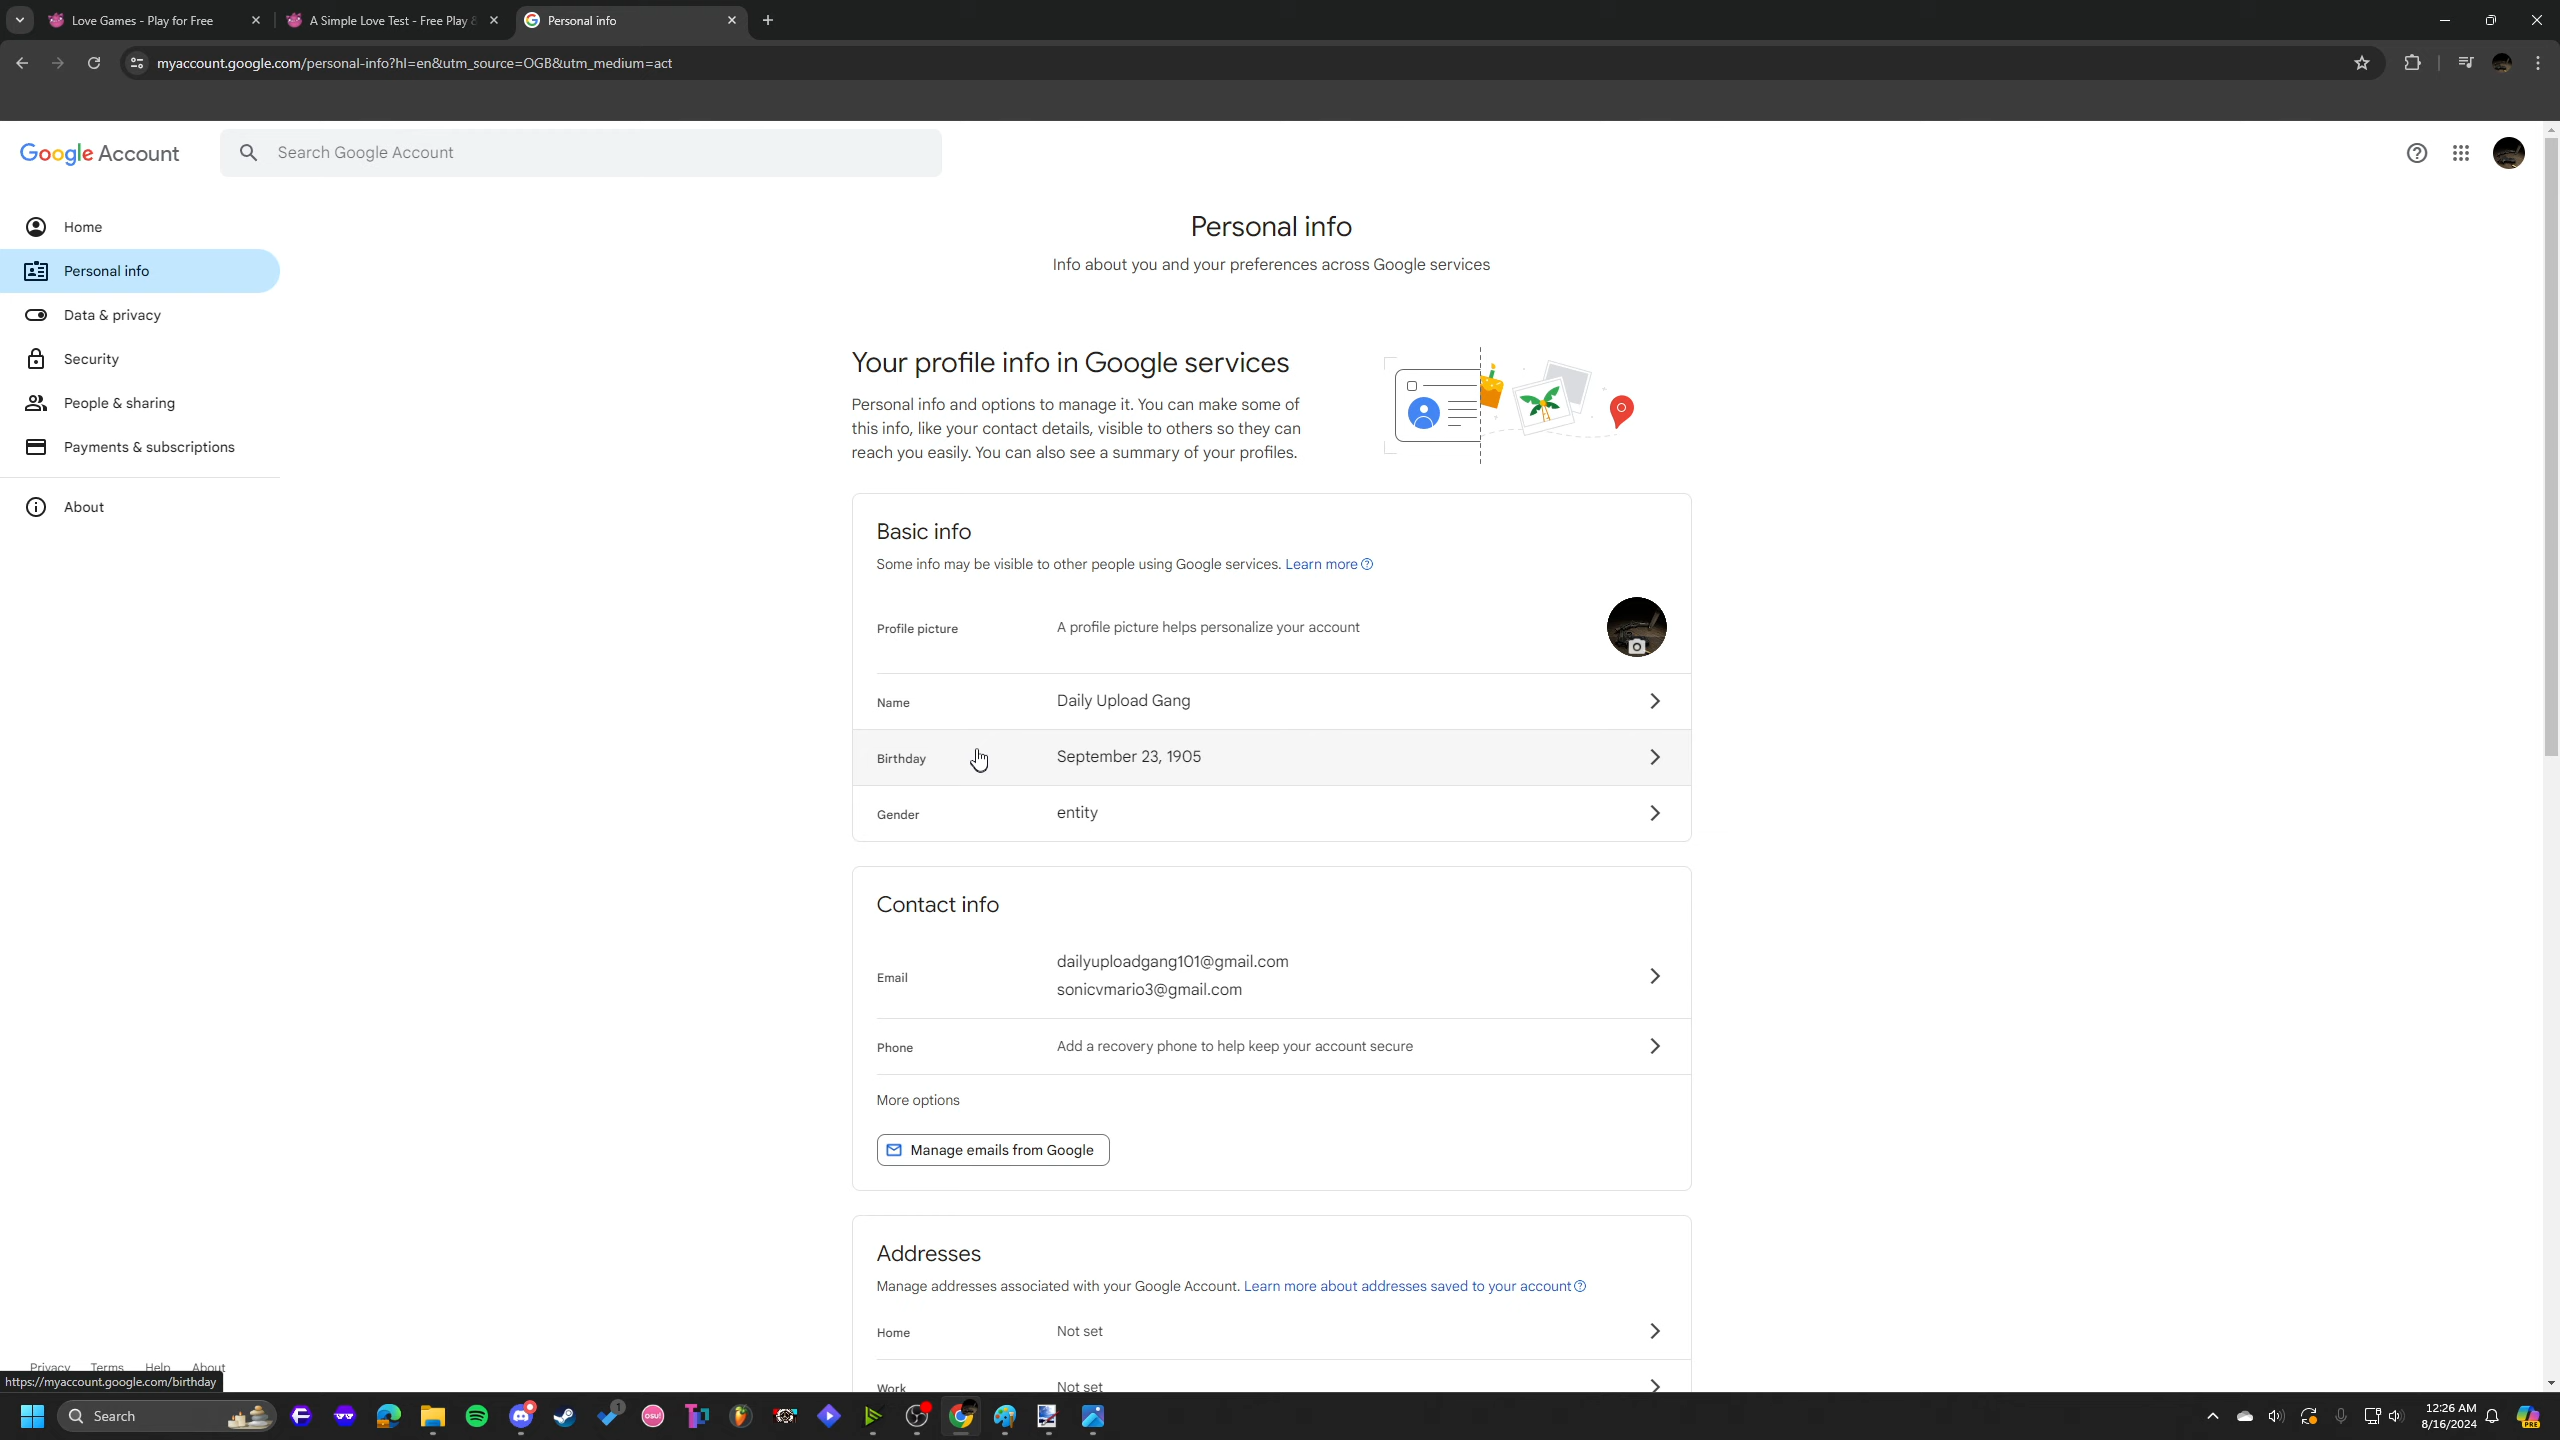 Love Games - Play for Free
A Simple Love Test - Free Play &
Personal info
myaccount.google.com/personal-info?hl=en&utm_source=OGB&utm_medium=act
Google Account
Search Google Account
Home
Personal info
Data & privacy
Security
People & sharing
Payments & subscriptions
About
Personal info
Info about you and your preferences across Google services
Your profile info in Google services
Personal info and options to manage it. You can make some of
this info, like your contact details, visible to others so they can
reach you easily. You can also see a summary of your profiles.
Basic info
Some info may be visible to other people using Google services. Learn more
Profile picture A profile picture helps personalize your account
Name Daily Upload Gang
Birthday September 23, 1905
Gender entity
Contact info
Email
dailyuploadgang101@gmail.com
sonicvmario3@gmail.com
Phone Add a recovery phone to help keep your account secure
More options
Manage emails from Google
Addresses
Manage addresses associated with your Google Account. Learn more about addresses saved to your account
Home Not set
Work Not set
Privacy Terms Help About
https://myaccount.google.com/birthday
Search
osu!
1
PRE
12:26 AM
8/16/2024